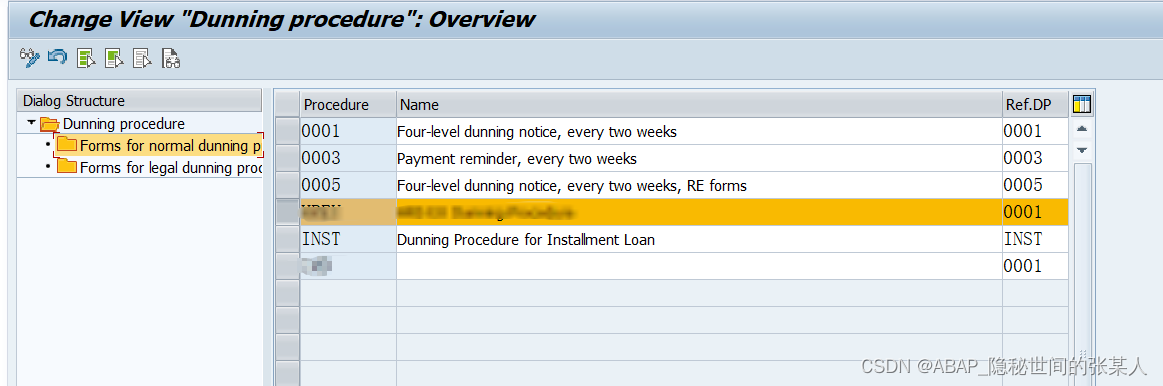 Change View "Dunning procedure": Overview
Dialog Structure
Dunning procedure
Forms for normal dunning p
Forms for legal dunning proc
Procedure Name Ref.DP
0001 Four-level dunning notice, every two weeks 0001
0003 Payment reminder, every two weeks 0003
0005 Four-level dunning notice, every two weeks, RE forms 0005
0001
INST Dunning Procedure for Installment Loan INST
0001
CSDN @ABAP_隐秘世间的张某人